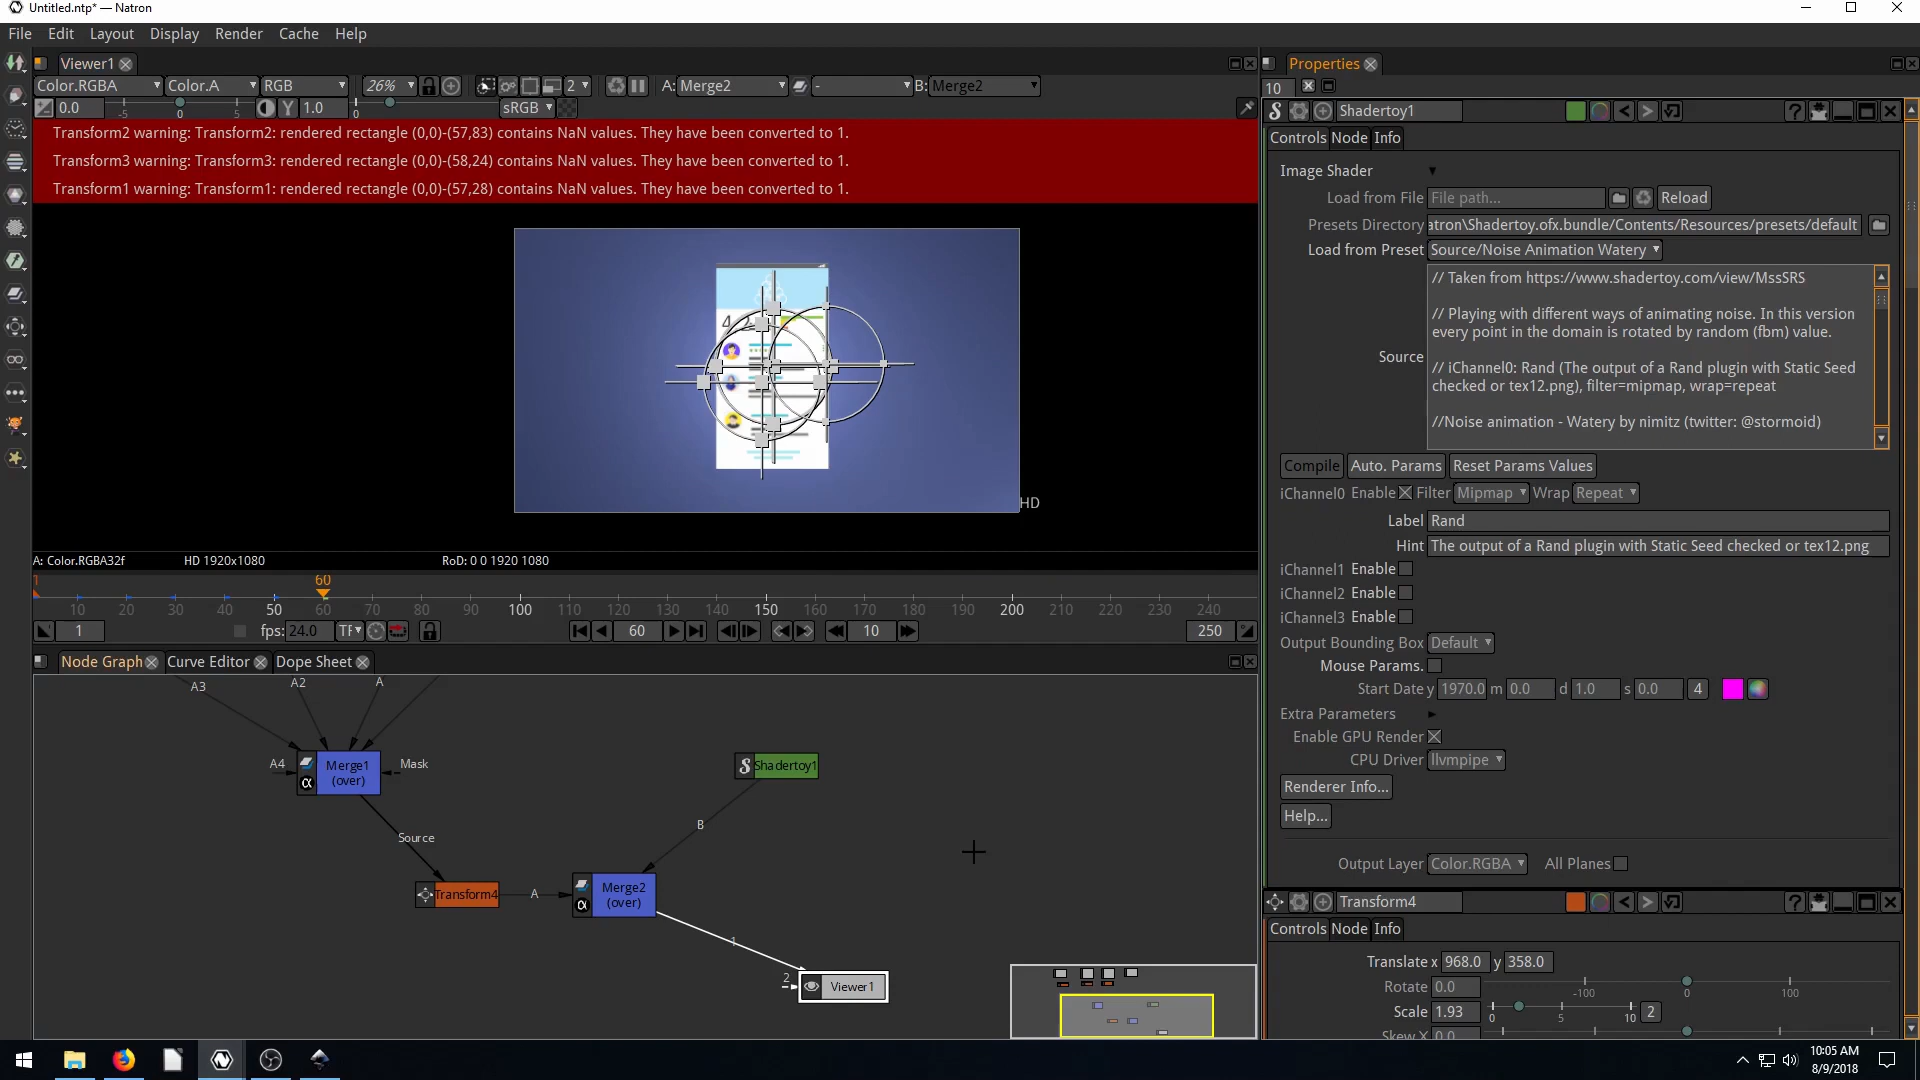 Untitled.ntp* — Natron
File Edit Layout Display Render Cache Help
Viewer1
Color.RGBA Color.A RGB 26% 2 A: Merge2 - B: Merge2
0.0 -5 0 5 Y 1.0 0 sRGB
Transform2 warning: Transform2: rendered rectangle (0,0)-(57,83) contains NaN values. They have been converted to 1.
Transform3 warning: Transform3: rendered rectangle (0,0)-(58,24) contains NaN values. They have been converted to 1.
Transform1 warning: Transform1: rendered rectangle (0,0)-(57,28) contains NaN values. They have been converted to 1.
HD
A: Color.RGBA32f HD 1920x1080 RoD: 0 0 1920 1080
1 60
10 20 30 40 50 60 70 80 90 100 110 120 130 140 150 160 170 180 190 200 210 220 230 240
1 fps: 24.0 TF 60 10 250
Node Graph Curve Editor Dope Sheet
A3 A2 A
A4 Merge1 (over) Mask
Shadertoy1
B
Source
Transform4 A Merge2 (over)
1
2 Viewer1
Properties
10
S Shadertoy1 ?
Controls Node Info
Image Shader
Load from File File path... Reload
Presets Directory atron\Shadertoy.ofx.bundle/Contents/Resources/presets/default
Load from Preset Source/Noise Animation Watery
Source
// Taken from https://www.shadertoy.com/view/MssSRS
// Playing with different ways of animating noise. In this version
every point in the domain is rotated by random (fbm) value.
// iChannel0: Rand (The output of a Rand plugin with Static Seed
checked or tex12.png), filter=mipmap, wrap=repeat
//Noise animation - Watery by nimitz (twitter: @stormoid)
Compile Auto. Params Reset Params Values
iChannel0 Enable Filter Mipmap Wrap Repeat
Label Rand
Hint The output of a Rand plugin with Static Seed checked or tex12.png
iChannel1 Enable
iChannel2 Enable
iChannel3 Enable
Output Bounding Box Default
Mouse Params.
Start Date y 1970.0 m 0.0 d 1.0 s 0.0 4
Extra Parameters
Enable GPU Render
CPU Driver llvmpipe
Renderer Info...
Help...
Output Layer Color.RGBA All Planes
Transform4 ?
Controls Node Info
Translate x 968.0 y 358.0
Rotate 0.0 -100 0 100
Scale 1.93 0 5 10 2
Skew X 0.0
10:05 AM
8/9/2018